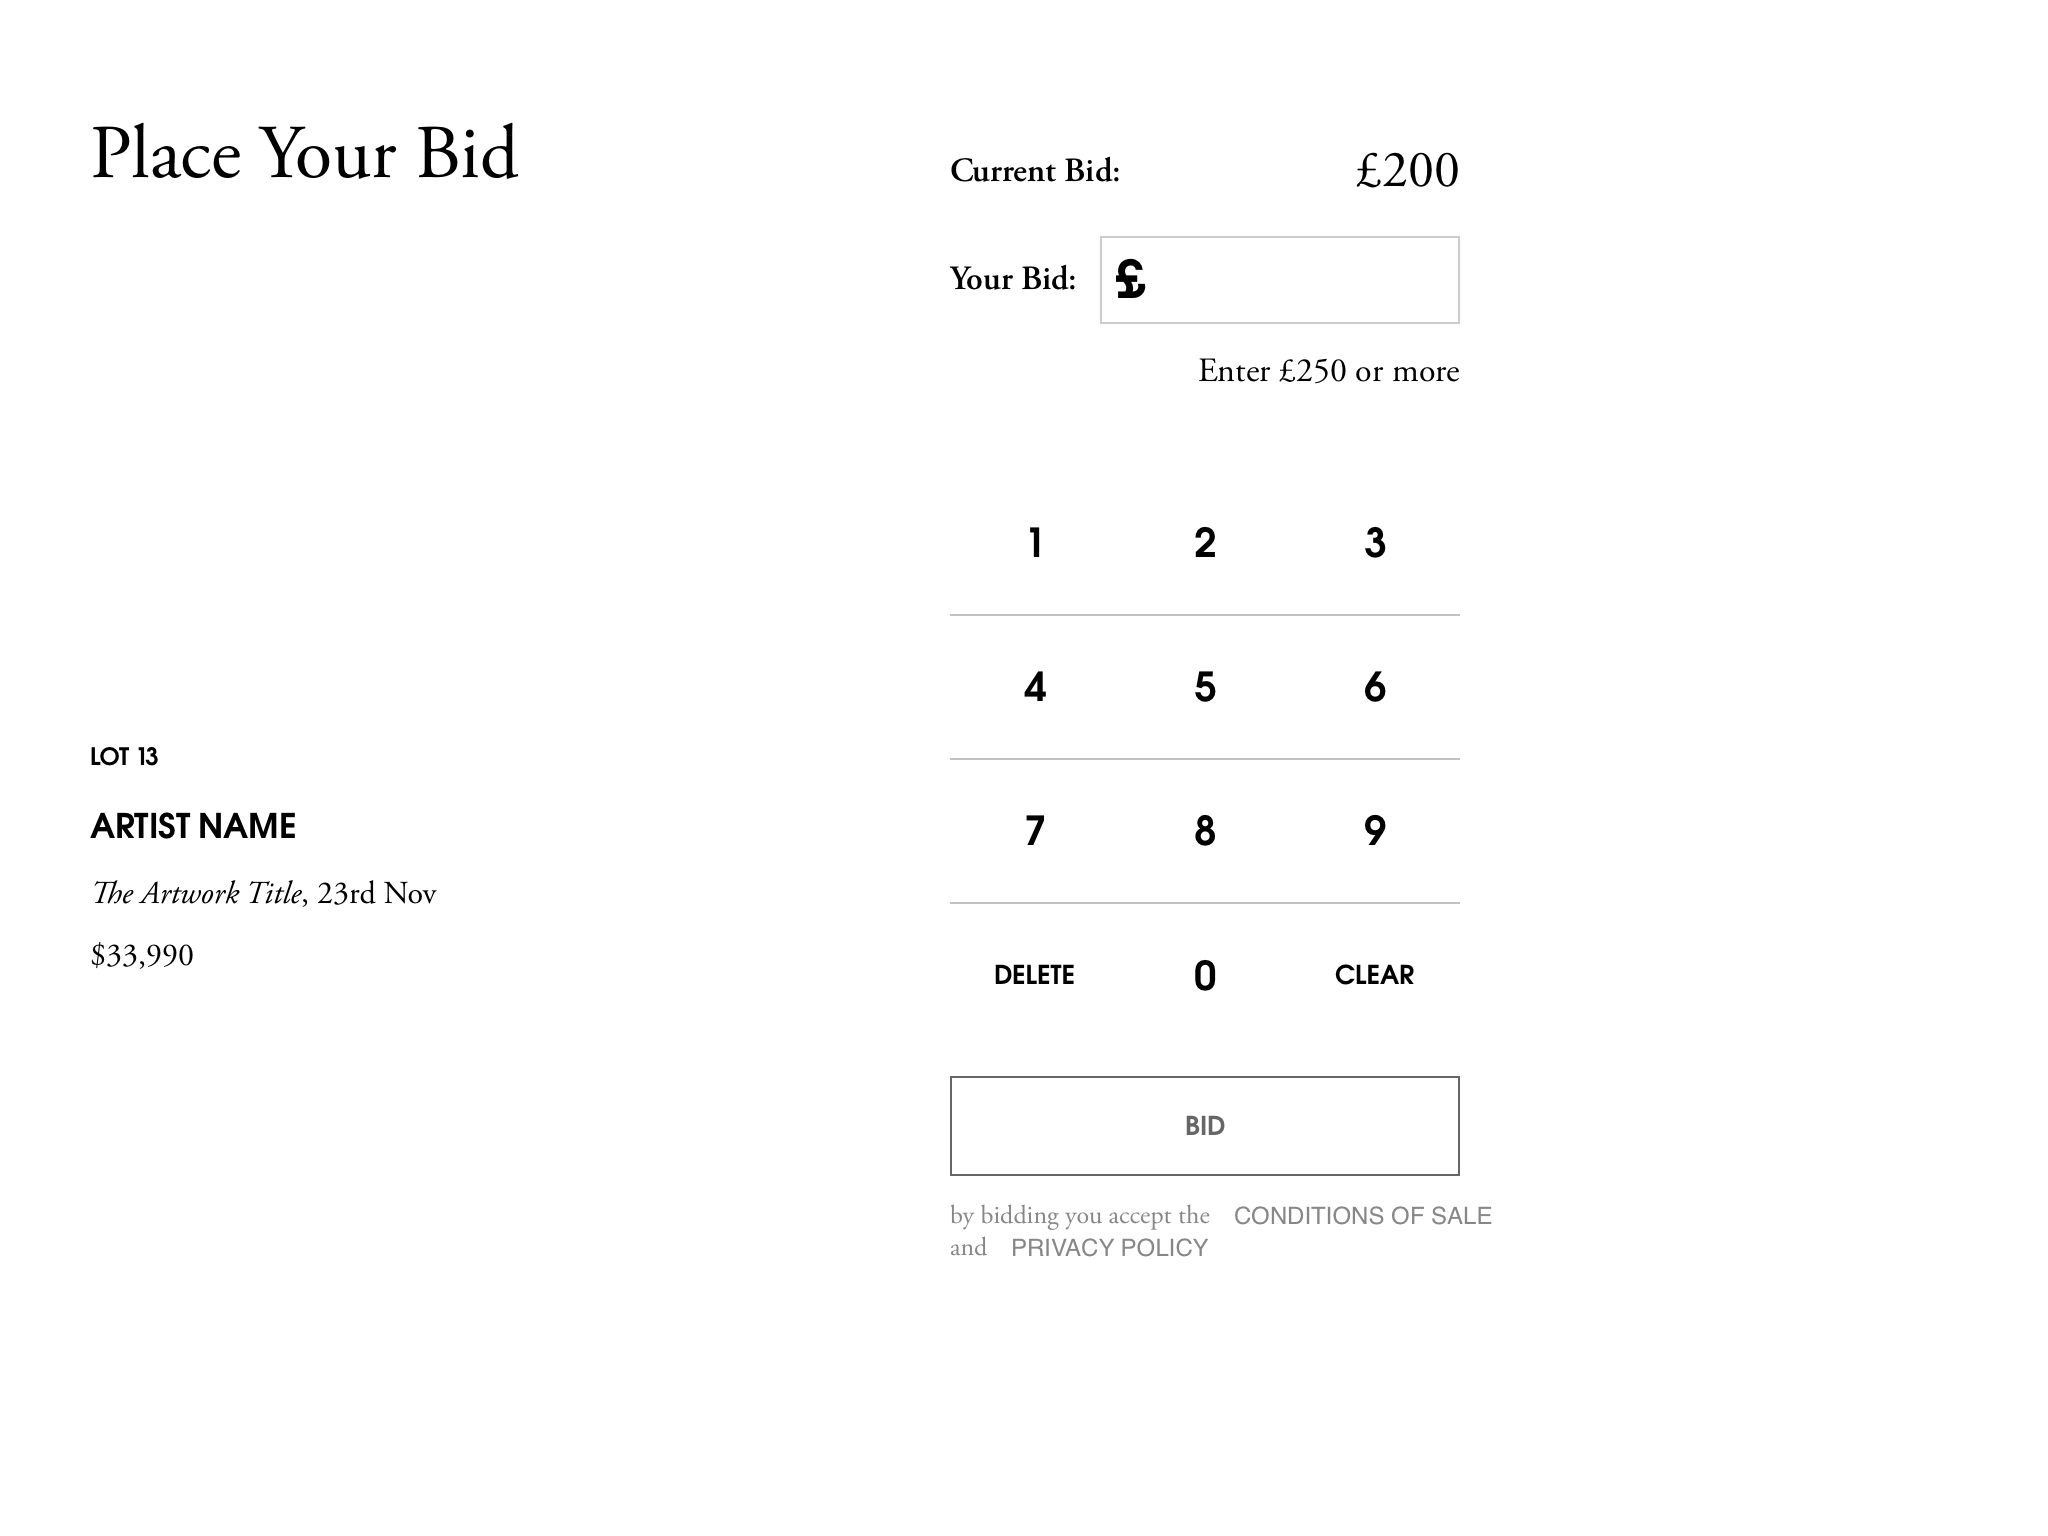 Place Your Bid
Current Bid: £200
Your Bid: £
Enter £250 or more
1 2 3
4 5 6
7 8 9
DELETE 0 CLEAR
BID
by bidding you accept the CONDITIONS OF SALE
and PRIVACY POLICY
LOT 13
ARTIST NAME
The Artwork Title, 23rd Nov
$33,990